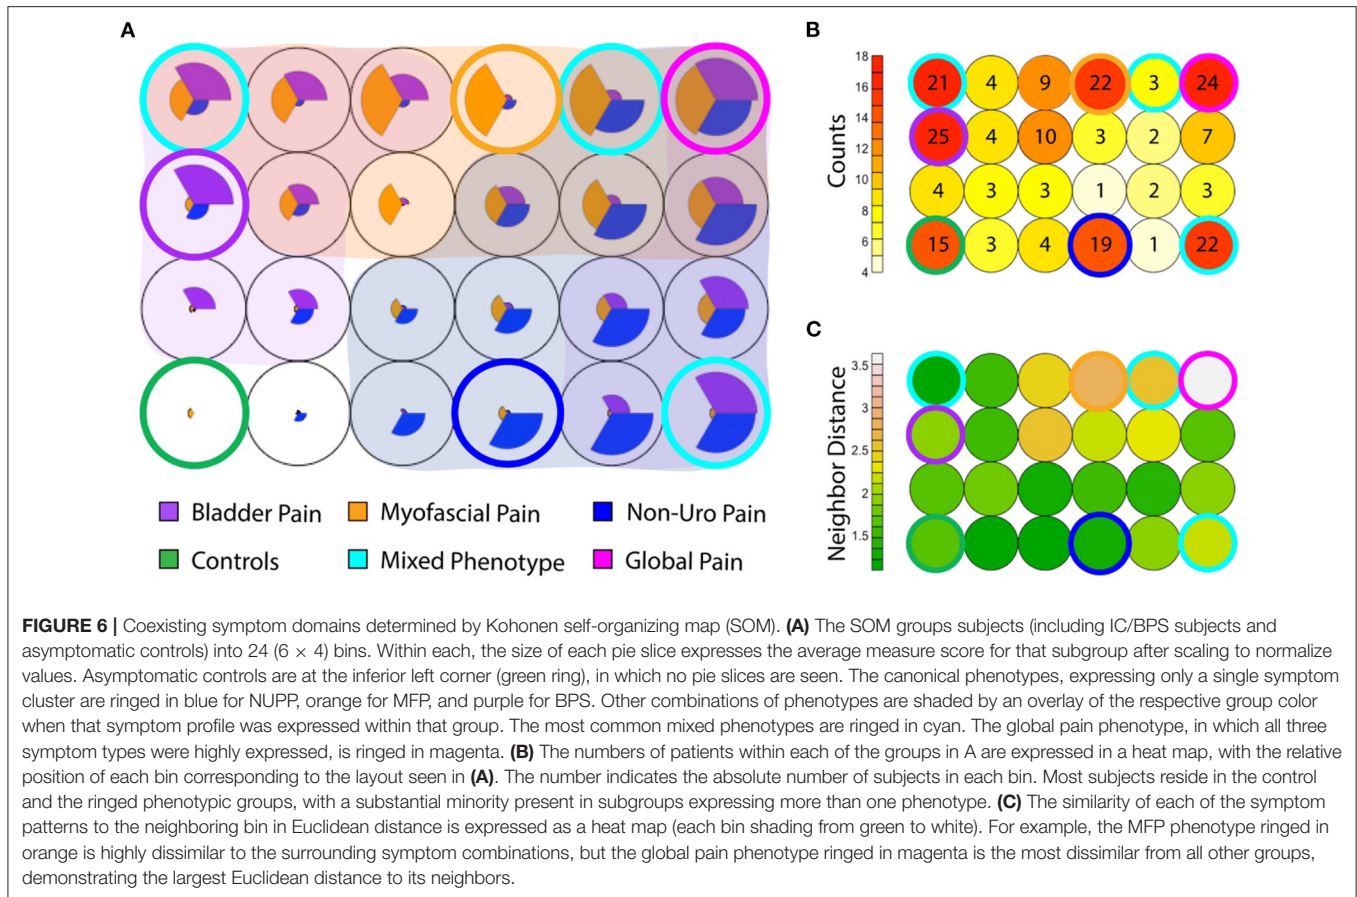 A
Bladder Pain
Myofascial Pain
Non-Uro Pain
Controls
Mixed Phenotype
Global Pain
B
Counts
18
16
14
12
10
8
6
4
21 4 9 22 3 24
25 4 10 3 2 7
4 3 3 1 2 3
15 3 4 19 1 22
C
Neighbor Distance
3.5
3
2.5
2
1.5
FIGURE 6 | Coexisting symptom domains determined by Kohonen self-organizing map (SOM). (A) The SOM groups subjects (including IC/BPS subjects and
asymptomatic controls) into 24 (6 × 4) bins. Within each, the size of each pie slice expresses the average measure score for that subgroup after scaling to normalize
values. Asymptomatic controls are at the inferior left corner (green ring), in which no pie slices are seen. The canonical phenotypes, expressing only a single symptom
cluster are ringed in blue for NUPP, orange for MFP, and purple for BPS. Other combinations of phenotypes are shaded by an overlay of the respective group color
when that symptom profile was expressed within that group. The most common mixed phenotypes are ringed in cyan. The global pain phenotype, in which all three
symptom types were highly expressed, is ringed in magenta. (B) The numbers of patients within each of the groups in A are expressed in a heat map, with the relative
position of each bin corresponding to the layout seen in (A). The number indicates the absolute number of subjects in each bin. Most subjects reside in the control
and the ringed phenotypic groups, with a substantial minority present in subgroups expressing more than one phenotype. (C) The similarity of each of the symptom
patterns to the neighboring bin in Euclidean distance is expressed as a heat map (each bin shading from green to white). For example, the MFP phenotype ringed in
orange is highly dissimilar to the surrounding symptom combinations, but the global pain phenotype ringed in magenta is the most dissimilar from all other groups,
demonstrating the largest Euclidean distance to its neighbors.